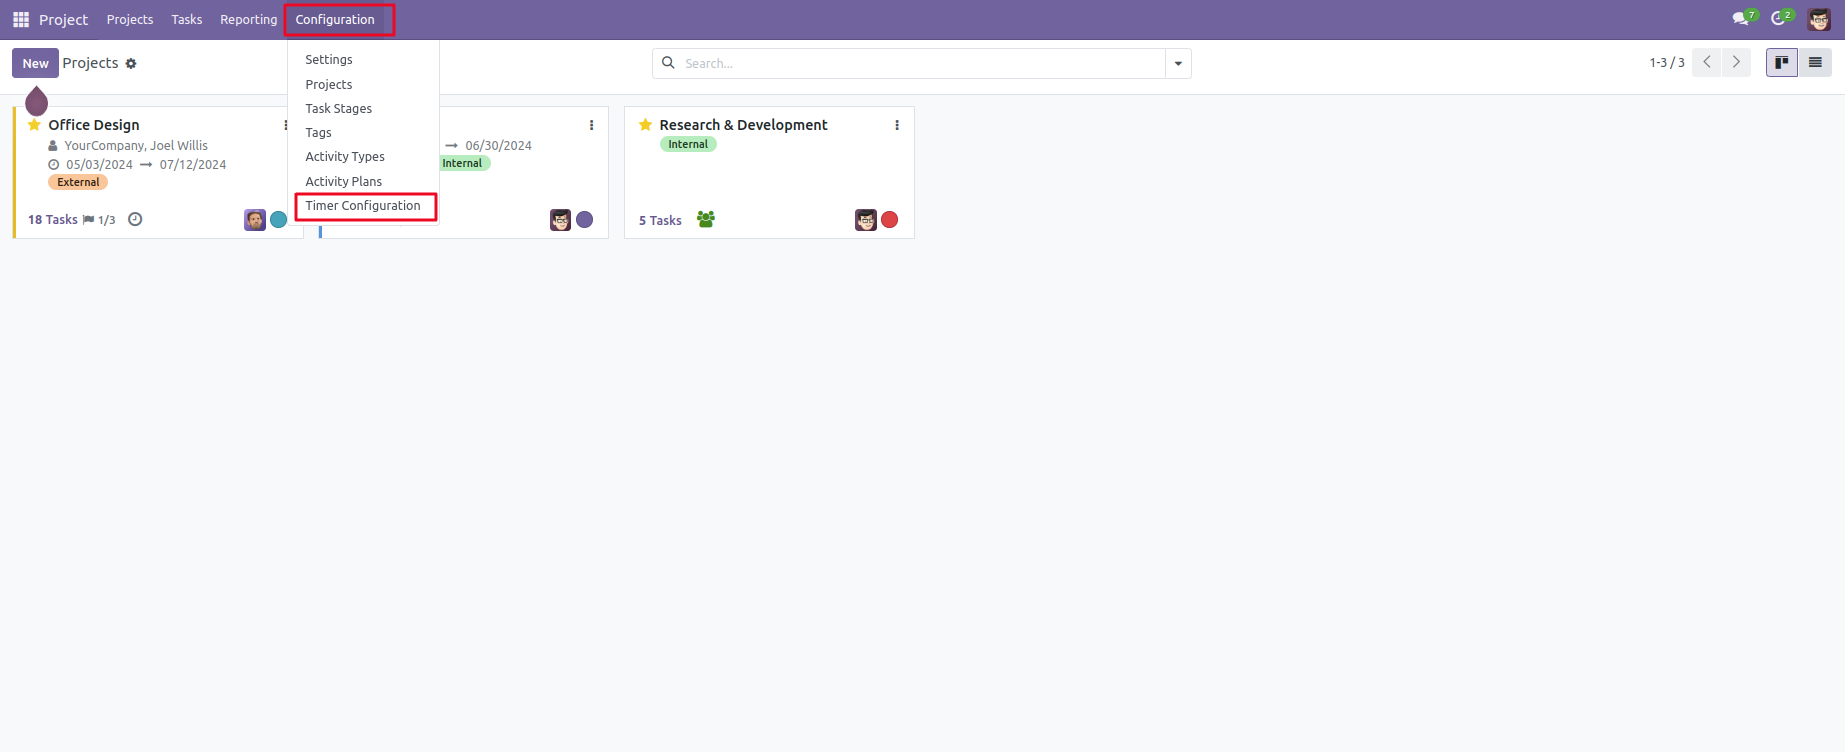 Project Projects Tasks Reporting Configuration 7 2
New Projects Search... 1-3 / 3
Settings
Projects
Task Stages
Tags
Activity Types
Activity Plans
Timer Configuration
Office Design
YourCompany, Joel Willis
05/03/2024 → 07/12/2024
External
18 Tasks 1/3
→ 06/30/2024
Internal
Research & Development
Internal
5 Tasks